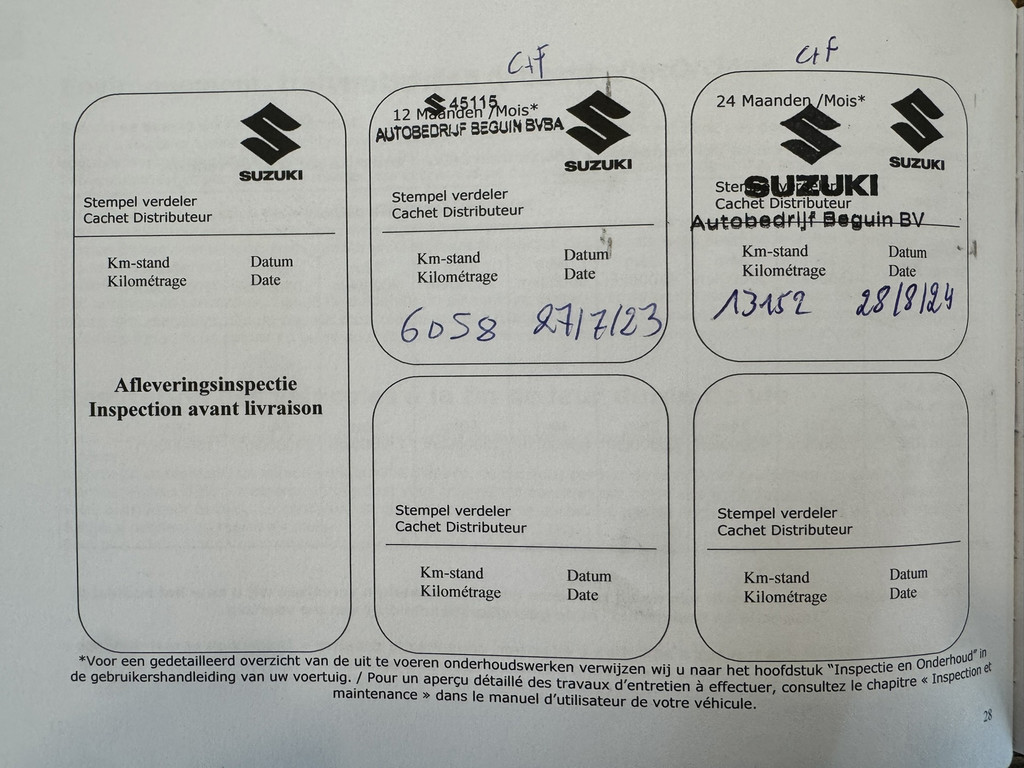 SUZUKI
Stempel verdeler
Cachet Distributeur
Km-stand Datum
Kilométrage Date
Afleveringsinspectie
Inspection avant livraison
C+F
45115
12 Maanden /Mois*
AUTOBEDRIJF BEGUIN BVBA
SUZUKI
Stempel verdeler
Cachet Distributeur
Km-stand Datum
Kilométrage Date
6058 27/7/23
C+F
24 Maanden /Mois*
SUZUKI
SUZUKI
Stempel verdeler
Cachet Distributeur
Autobedrijf Beguin BV
Km-stand Datum
Kilométrage Date
13152 28/8/24
Stempel verdeler
Cachet Distributeur
Km-stand Datum
Kilométrage Date
Stempel verdeler
Cachet Distributeur
Km-stand Datum
Kilométrage Date
*Voor een gedetailleerd overzicht van de uit te voeren onderhoudswerken verwijzen wij u naar het hoofdstuk "Inspectie en Onderhoud" in
de gebruikershandleiding van uw voertuig. / Pour un aperçu détaillé des travaux d'entretien à effectuer, consultez le chapitre « Inspection et
maintenance » dans le manuel d'utilisateur de votre véhicule.
28